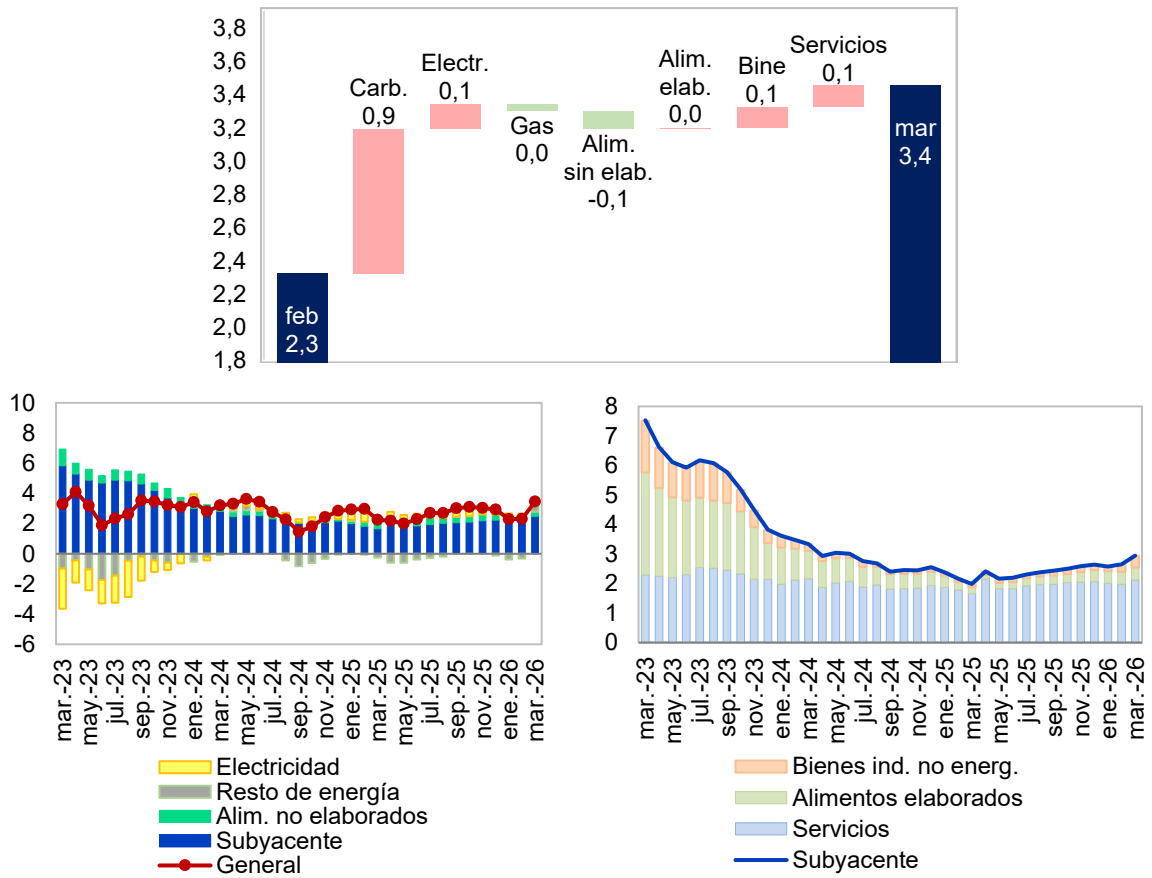 3,8
3,6
3,4
3,2
3,0
2,8
2,6
2,4
2,2
2,0
1,8
feb
2,3
Carb.
0,9
Electr.
0,1
Gas
0,0
Alim.
sin elab.
-0,1
Alim.
elab.
0,0
Bine
0,1
Servicios
0,1
mar
3,4
10
8
6
4
2
0
-2
-4
-6
mar.-23
may.-23
jul.-23
sep.-23
nov.-23
ene.-24
mar.-24
may.-24
jul.-24
sep.-24
nov.-24
ene.-25
mar.-25
may.-25
jul.-25
sep.-25
nov.-25
ene.-26
mar.-26
Electricidad
Resto de energía
Alim. no elaborados
Subyacente
General
8
7
6
5
4
3
2
1
0
mar.-23
may.-23
jul.-23
sep.-23
nov.-23
ene.-24
mar.-24
may.-24
jul.-24
sep.-24
nov.-24
ene.-25
mar.-25
may.-25
jul.-25
sep.-25
nov.-25
ene.-26
mar.-26
Bienes ind. no energ.
Alimentos elaborados
Servicios
Subyacente